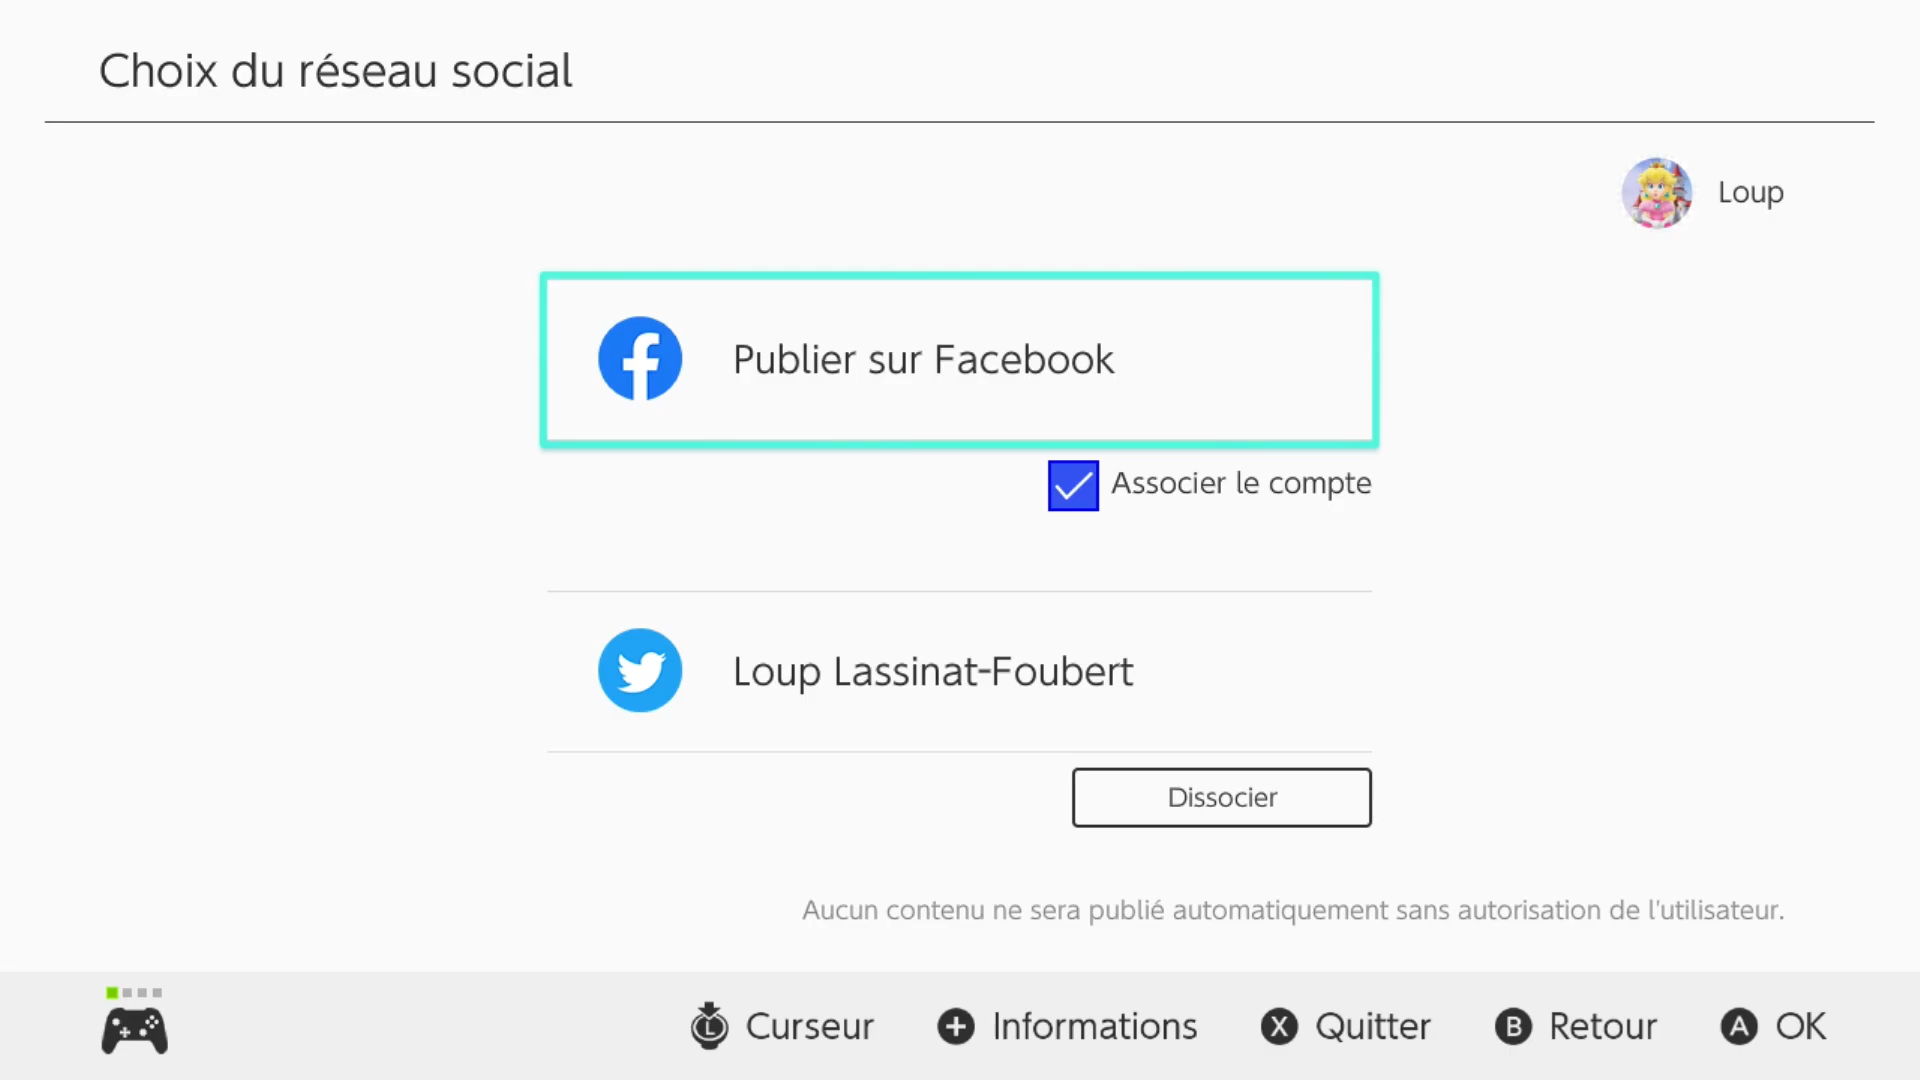 Choix du réseau social
Loup
Publier sur Facebook
Associer le compte
Loup Lassinat-Foubert
Dissocier
Aucun contenu ne sera publié automatiquement sans autorisation de l'utilisateur.
L Curseur + Informations X Quitter B Retour A OK